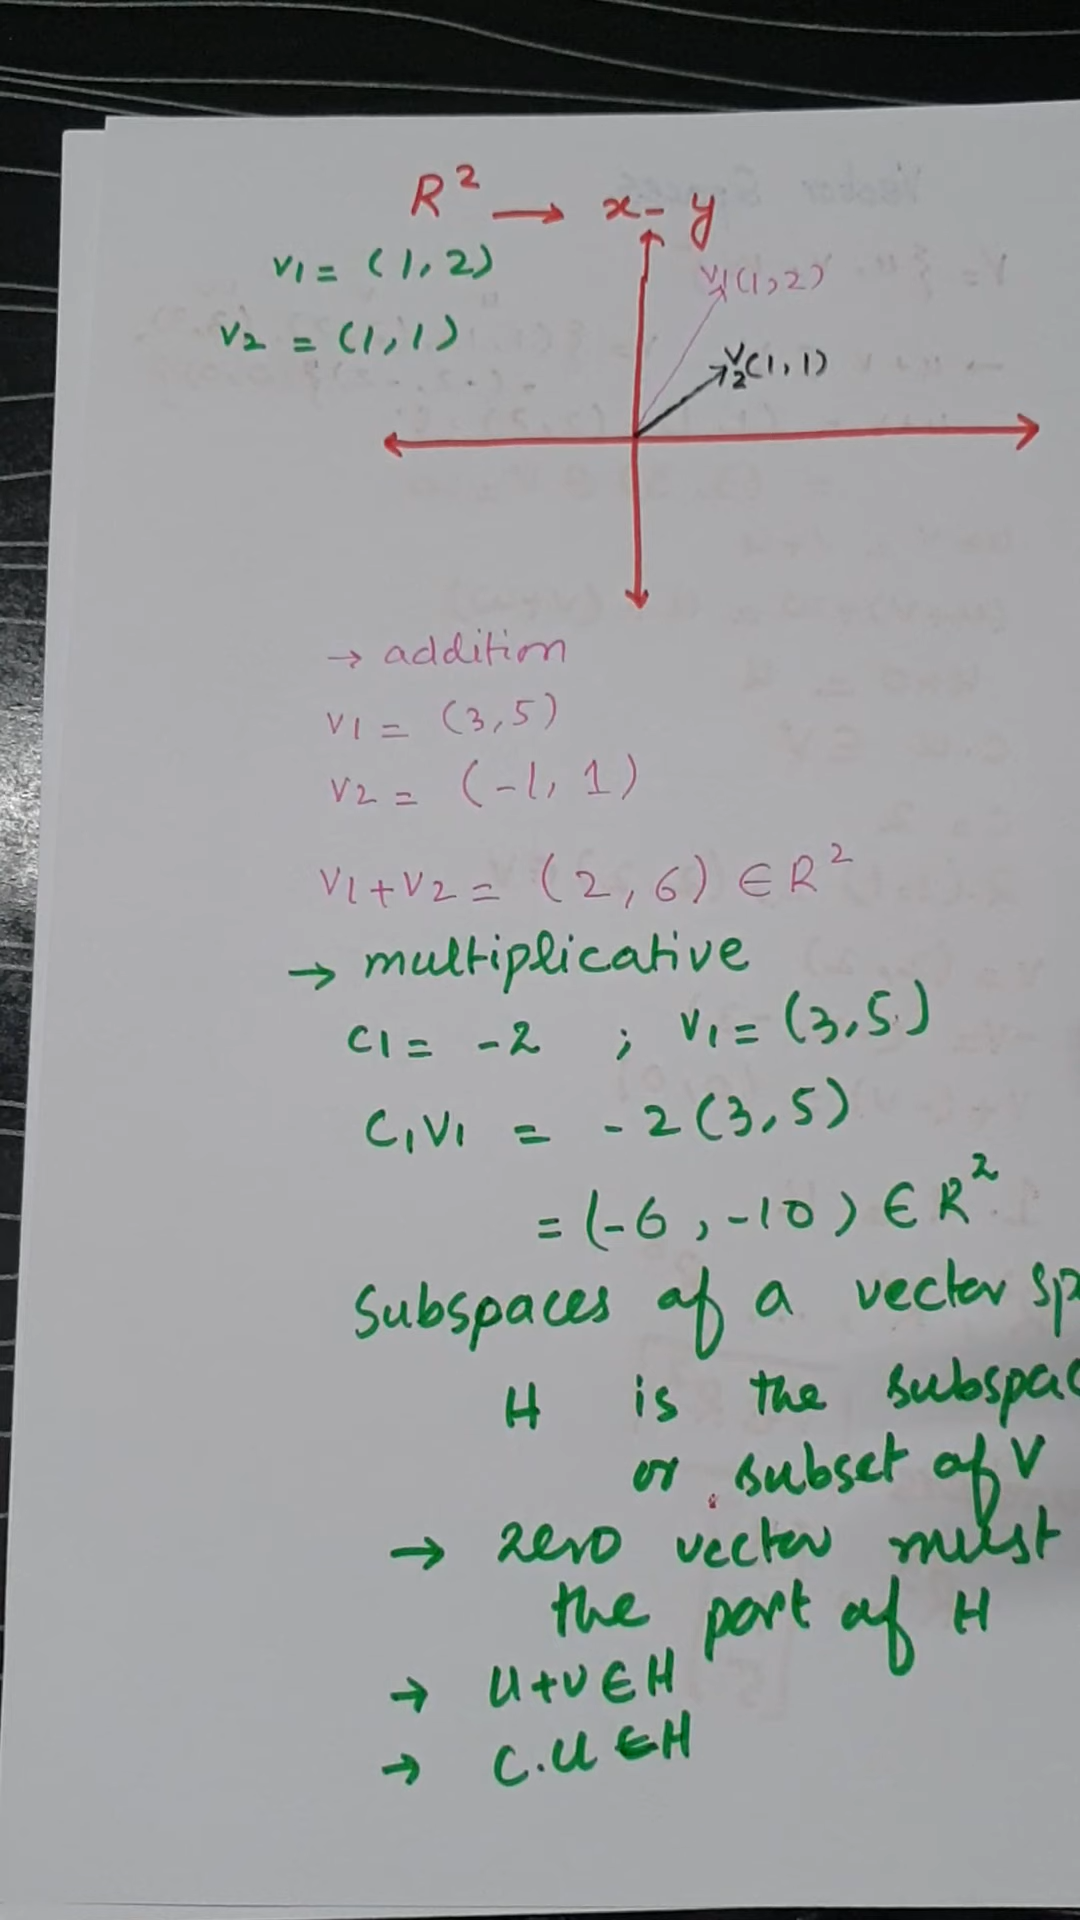 R² → x-y
v1 = (1,2)
v1(1,2)
v2 = (1,1)
v2(1,1)
→ addition
v1 = (3,5)
v2 = (-1, 1)
v1+v2 = (2,6) ∈ R²
→ multiplicative
c1 = -2 ; v1 = (3,5)
c1v1 = -2(3,5)
= (-6, -10) ∈ R²
Subspaces of a vector sp
H is the subspac
or subset of V
→ zero vector must
the part of H
→ u+v∈H
→ c.u∈H